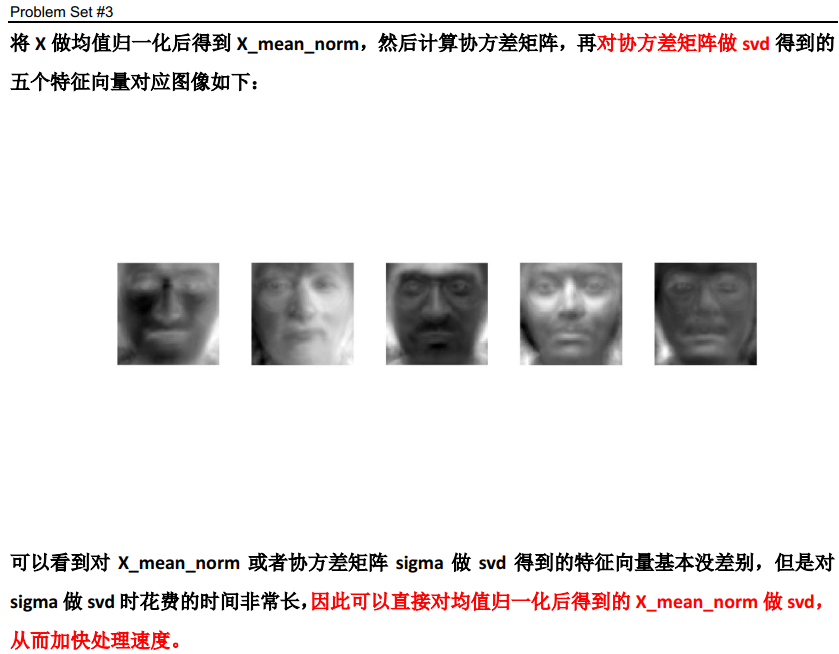 Problem Set #3
将 X 做均值归一化后得到 X_mean_norm，然后计算协方差矩阵，再对协方差矩阵做 svd 得到的
五个特征向量对应图像如下：
可以看到对 X_mean_norm 或者协方差矩阵 sigma 做 svd 得到的特征向量基本没差别，但是对
sigma 做 svd 时花费的时间非常长，因此可以直接对均值归一化后得到的 X_mean_norm 做 svd，
从而加快处理速度。